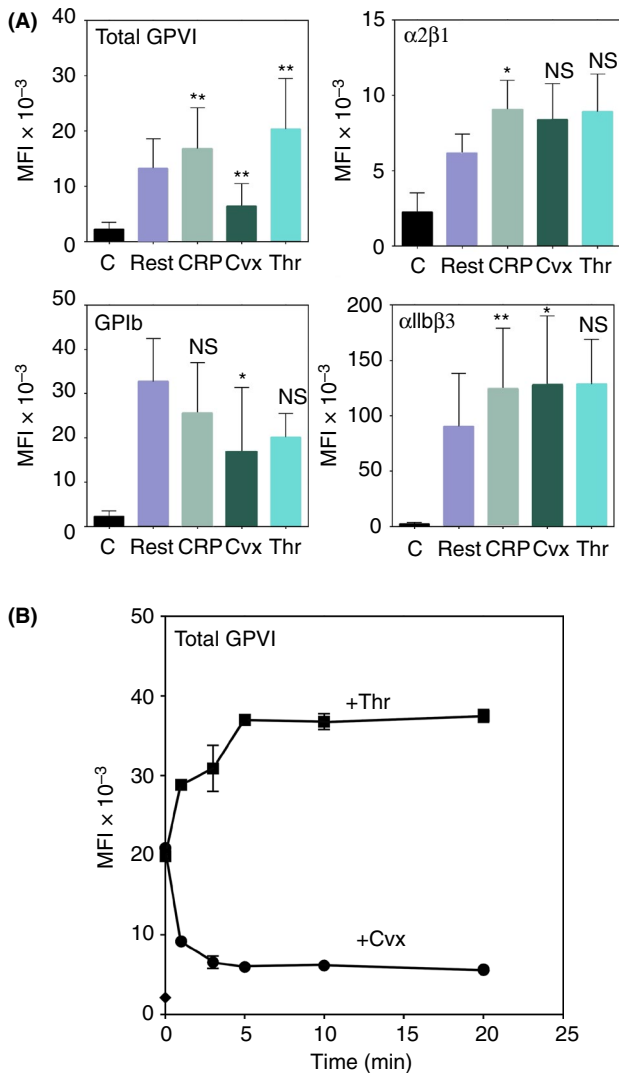 (A)
Total GPVI
MFI × 10⁻³
40
30
20
10
0
** ** **
C Rest CRP Cvx Thr
α2β1
MFI × 10⁻³
15
10
5
0
* NS NS
C Rest CRP Cvx Thr
GPIb
MFI × 10⁻³
50
40
30
20
10
0
NS * NS
C Rest CRP Cvx Thr
αIIbβ3
MFI × 10⁻³
200
150
100
50
0
** * NS
C Rest CRP Cvx Thr
(B)
Total GPVI
MFI × 10⁻³
50
40
30
20
10
0
+Thr
+Cvx
0 5 10 15 20 25
Time (min)